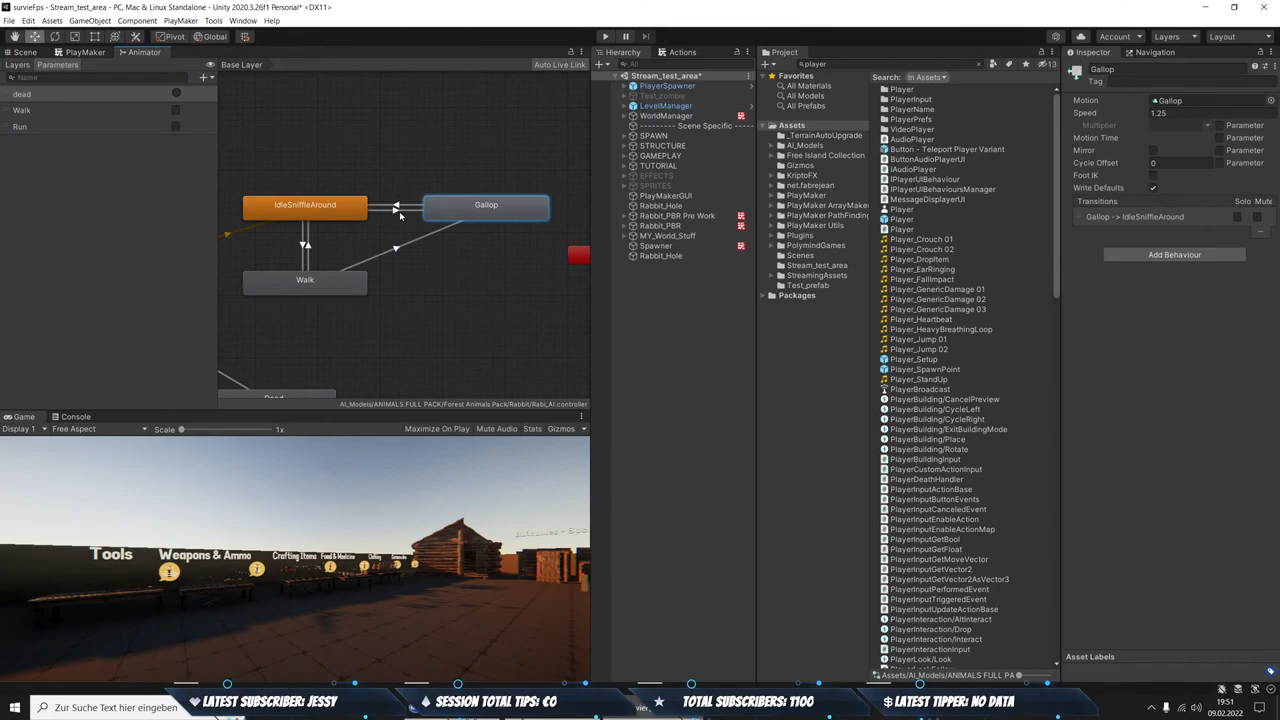 survieFps - Stream_test_area - PC, Mac & Linux Standalone - Unity 2020.3.26f1 Personal* <DX11>
File Edit Assets GameObject Component PlayMaker Tools Window Help
Pivot Global Account Layers Layout
Scene PlayMaker Animator
Layers Parameters Base Layer Auto Live Link
Name
dead
Walk
Run
IdleSniffleAround
Gallop
Walk
Dead
AI_Models/ANIMALS FULL PACK/Forest Animals Pack/Rabbit/Rabi_AI.controller
Game Console
Display 1 Free Aspect Scale 1x Maximize On Play Mute Audio Stats Gizmos
Tools
Weapons & Ammo
Crafting Items
Food & Medicine
Clothing
Hierarchy Actions
All
Stream_test_area*
PlayerSpawner
Test_zombie
LevelManager
WorldManager
-------- Scene Specific --------
SPAWN
STRUCTURE
GAMEPLAY
TUTORIAL
EFFECTS
SPRITES
PlayMakerGUI
Rabbit_Hole
Rabbit_PBR Pre Work
Rabbit_PBR
MY_World_Stuff
Spawner
Rabbit_Hole
Project
player
13
Favorites
All Materials
All Models
All Prefabs
Assets
_TerrainAutoUpgrade
AI_Models
Free Island Collection
Gizmos
KriptoFX
net.fabrejean
PlayMaker
PlayMaker ArrayMaker
PlayMaker PathFinding
PlayMaker Utils
Plugins
PolymindGames
Scenes
Stream_test_area
StreamingAssets
Test_prefab
Packages
Search: In Assets
Player
PlayerInput
PlayerName
PlayerPrefs
VideoPlayer
AudioPlayer
Button - Teleport Player Variant
ButtonAudioPlayerUI
IAudioPlayer
IPlayerUIBehaviour
IPlayerUIBehavioursManager
MessageDisplayerUI
Player
Player
Player
Player_Crouch 01
Player_Crouch 02
Player_DropItem
Player_EarRinging
Player_FallImpact
Player_GenericDamage 01
Player_GenericDamage 02
Player_GenericDamage 03
Player_Heartbeat
Player_HeavyBreathingLoop
Player_Jump 01
Player_Jump 02
Player_Setup
Player_SpawnPoint
Player_StandUp
PlayerBroadcast
PlayerBuilding/CancelPreview
PlayerBuilding/CycleLeft
PlayerBuilding/CycleRight
PlayerBuilding/ExitBuildingMode
PlayerBuilding/Place
PlayerBuilding/Rotate
PlayerBuildingInput
PlayerCustomActionInput
PlayerDeathHandler
PlayerInputActionBase
PlayerInputButtonEvents
PlayerInputCanceledEvent
PlayerInputEnableAction
PlayerInputEnableActionMap
PlayerInputGetBool
PlayerInputGetFloat
PlayerInputGetMoveVector
PlayerInputGetVector2
PlayerInputGetVector2AsVector3
PlayerInputPerformedEvent
PlayerInputTriggeredEvent
PlayerInputUpdateActionBase
PlayerInteraction/AltInteract
PlayerInteraction/Drop
PlayerInteraction/Interact
PlayerInteractionInput
PlayerLook/Look
Assets/AI_Models/ANIMALS FULL PA
Inspector Navigation
Gallop
Tag
Motion Gallop
Speed 1.25
Multiplier Parameter
Motion Time Parameter
Mirror Parameter
Cycle Offset 0 Parameter
Foot IK
Write Defaults
Transitions Solo Mute
Gallop -> IdleSniffleAround
Add Behaviour
Asset Labels
LATEST SUBSCRIBER: JESSY
SESSION TOTAL TIPS: €0
TOTAL SUBSCRIBERS: 1100
LATEST TIPPER: NO DATA
Zur Suche Text hier eingeben
19:51
09.02.2022